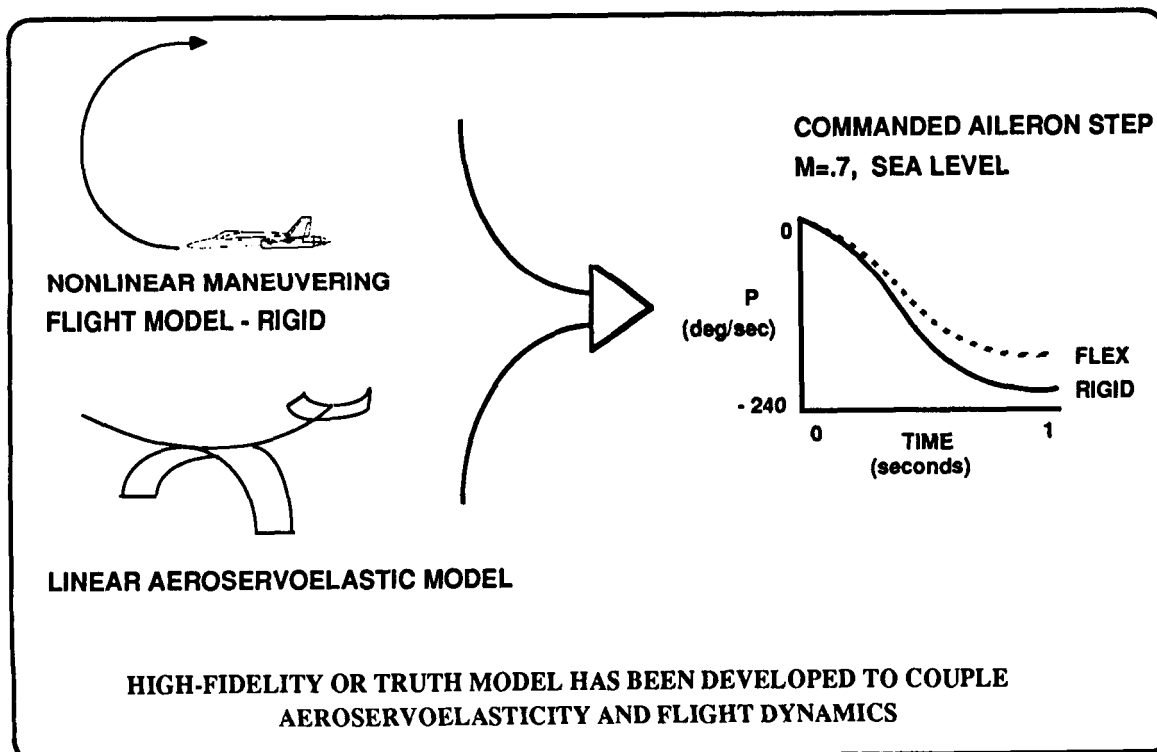 NONLINEAR MANEUVERING
FLIGHT MODEL - RIGID
LINEAR AEROSERVOELASTIC MODEL
COMMANDED AILERON STEP
M=.7, SEA LEVEL
0
P
(deg/sec)
- 240
FLEX
RIGID
0
1
TIME
(seconds)
HIGH-FIDELITY OR TRUTH MODEL HAS BEEN DEVELOPED TO COUPLE
AEROSERVOELASTICITY AND FLIGHT DYNAMICS